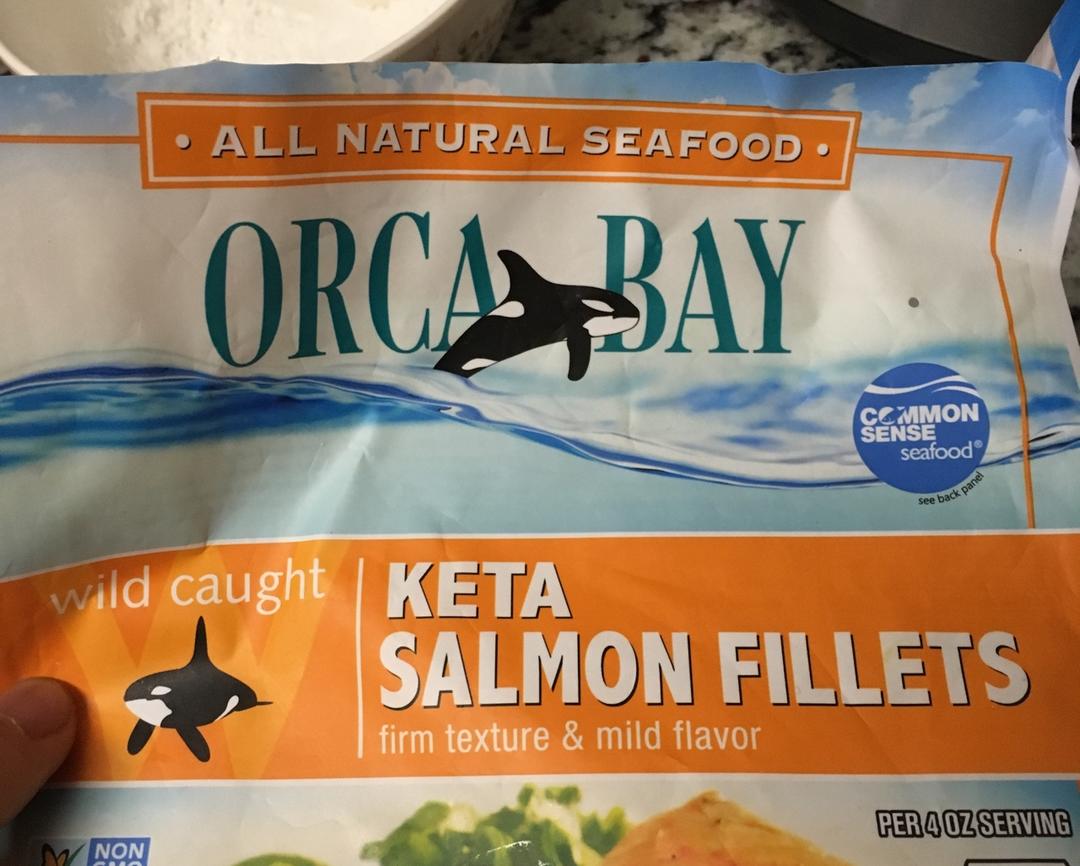 • ALL NATURAL SEAFOOD •
ORCA BAY
COMMON
SENSE
seafood®
see back panel
wild caught
KETA
SALMON FILLETS
firm texture & mild flavor
PER 4 OZ SERVING
NON
GMO